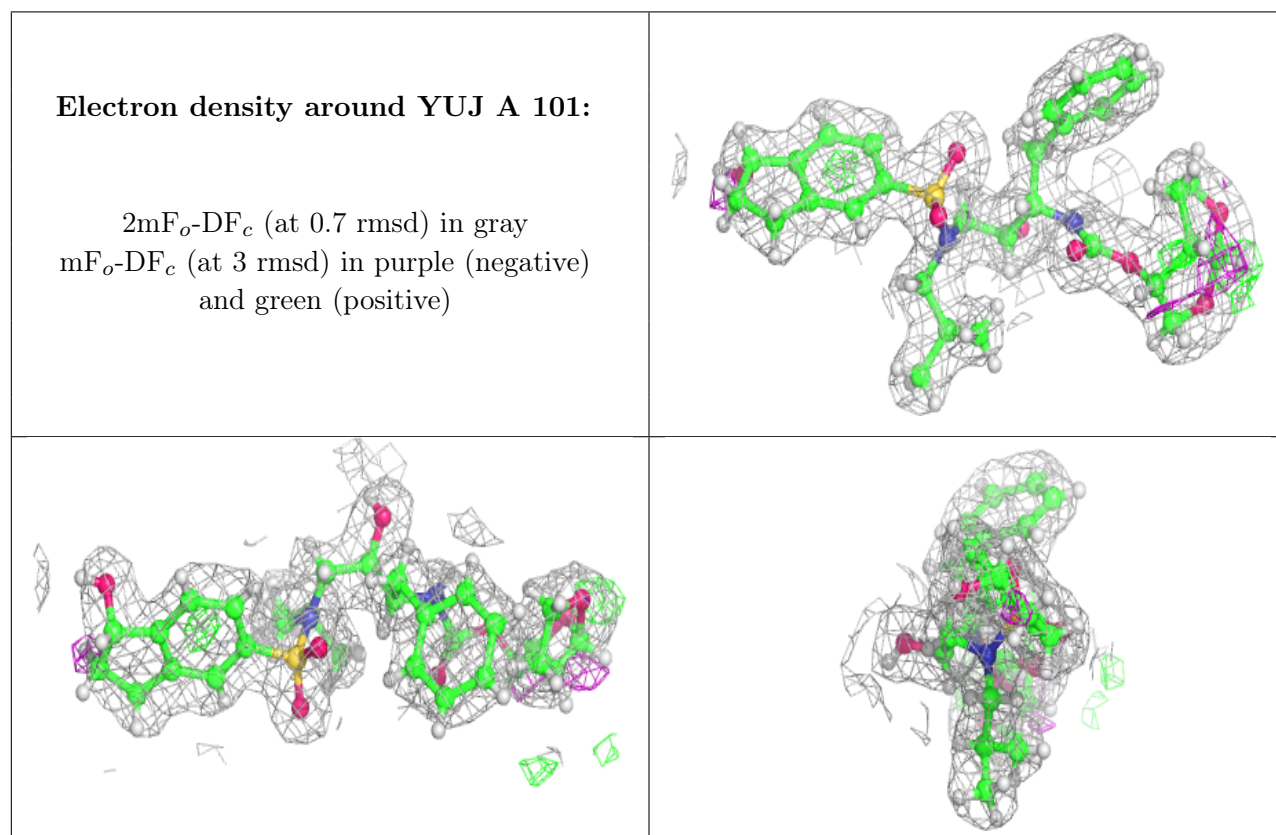 Electron density around YUJ A 101:
2mFo-DFc (at 0.7 rmsd) in gray
mFo-DFc (at 3 rmsd) in purple (negative)
and green (positive)